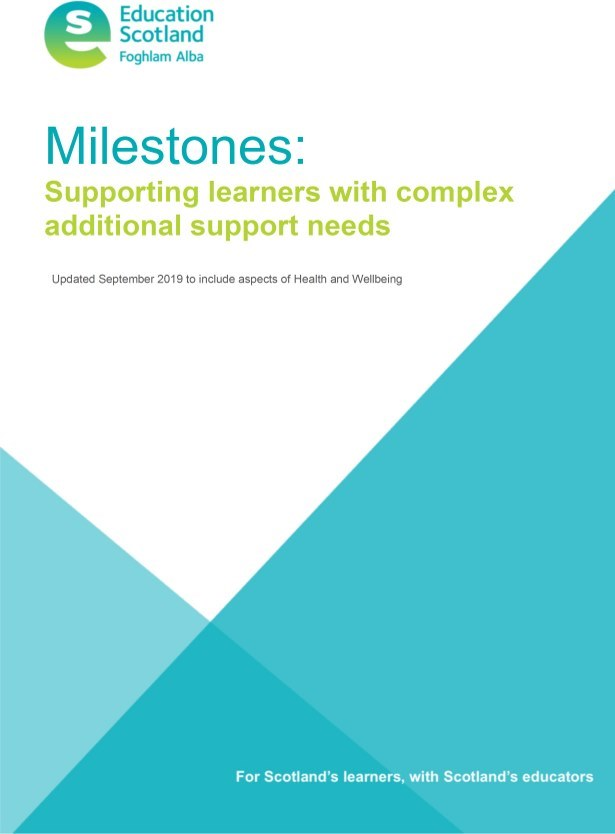 Education
Scotland
Foghlam Alba
Milestones:
Supporting learners with complex
additional support needs
Updated September 2019 to include aspects of Health and Wellbeing
For Scotland's learners, with Scotland's educators